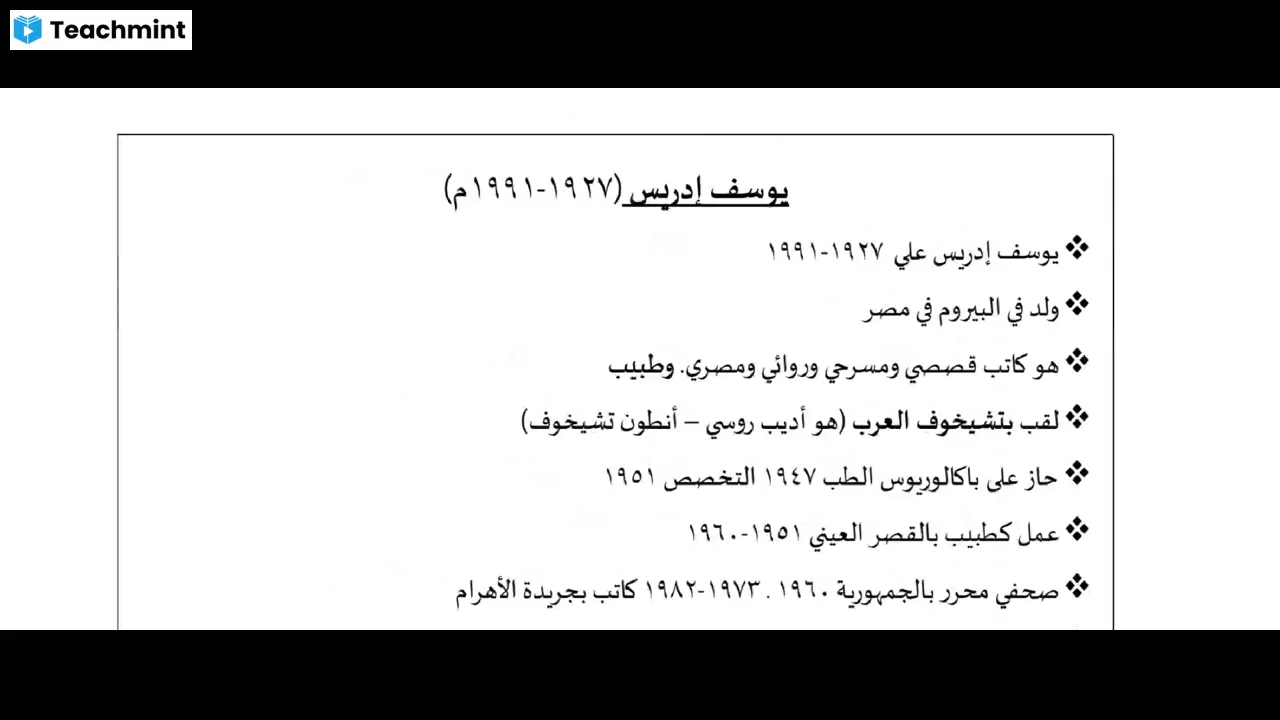 Teachmint
يوسف إدريس (١٩٢٧-١٩٩١م)
❖ يوسف إدريس علي ١٩٢٧-١٩٩١
❖ ولد في البيروم في مصر
❖ هو كاتب قصصي ومسرحي وروائي ومصري. وطبيب
❖ لقب بتشيخوف العرب (هو أديب روسي – أنطون تشيخوف)
❖ حاز على باكالوريوس الطب ١٩٤٧ التخصص ١٩٥١
❖ عمل كطبيب بالقصر العيني ١٩٥١-١٩٦٠
❖ صحفي محرر بالجمهورية ١٩٦٠ . ١٩٧٣-١٩٨٢ كاتب بجريدة الأهرام